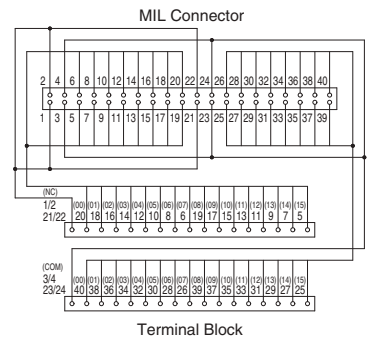 MIL Connector
2 4 6 8 10 12 14 16 18 20 22 24 26 28 30 32 34 36 38 40
1 3 5 7 9 11 13 15 17 19 21 23 25 27 29 31 33 35 37 39
(NC)
1/2 (00) (01) (02) (03) (04) (05) (06) (07) (08) (09) (10) (11) (12) (13) (14) (15)
21/22 20 18 16 14 12 10 8 6 19 17 15 13 11 9 7 5
(COM)
3/4 (00) (01) (02) (03) (04) (05) (06) (07) (08) (09) (10) (11) (12) (13) (14) (15)
23/24 40 38 36 34 32 30 28 26 39 37 35 33 31 29 27 25
Terminal Block